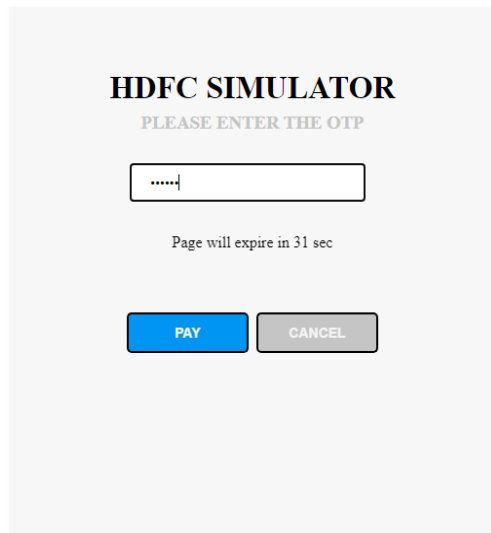 HDFC SIMULATOR
PLEASE ENTER THE OTP
••••••
Page will expire in 31 sec
PAY CANCEL